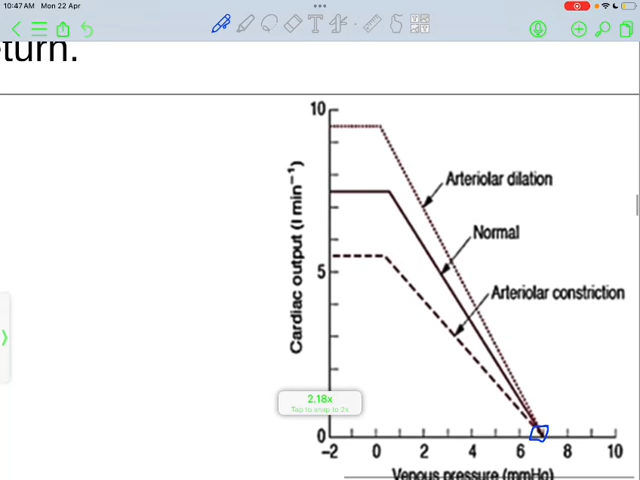 10:47 AM Mon 22 Apr
turn.
Cardiac output (l min⁻¹)
10
5
0
Arteriolar dilation
Normal
Arteriolar constriction
2.18x
Tap to snap to 2x
-2 0 2 4 6 8 10
Venous pressure (mmHg)